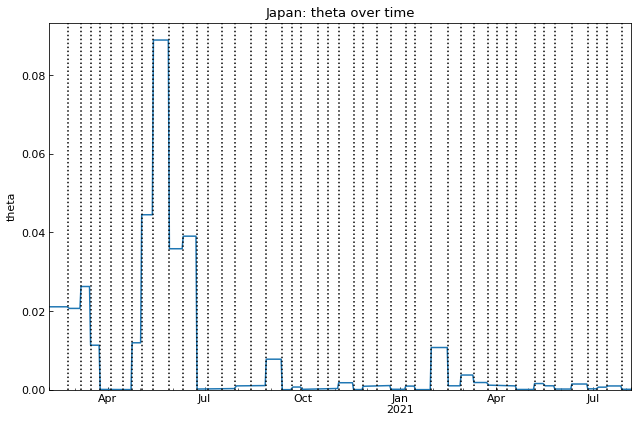 Japan: theta over time
theta
0.08
0.06
0.04
0.02
0.00
Apr
Jul
Oct
Jan
2021
Apr
Jul